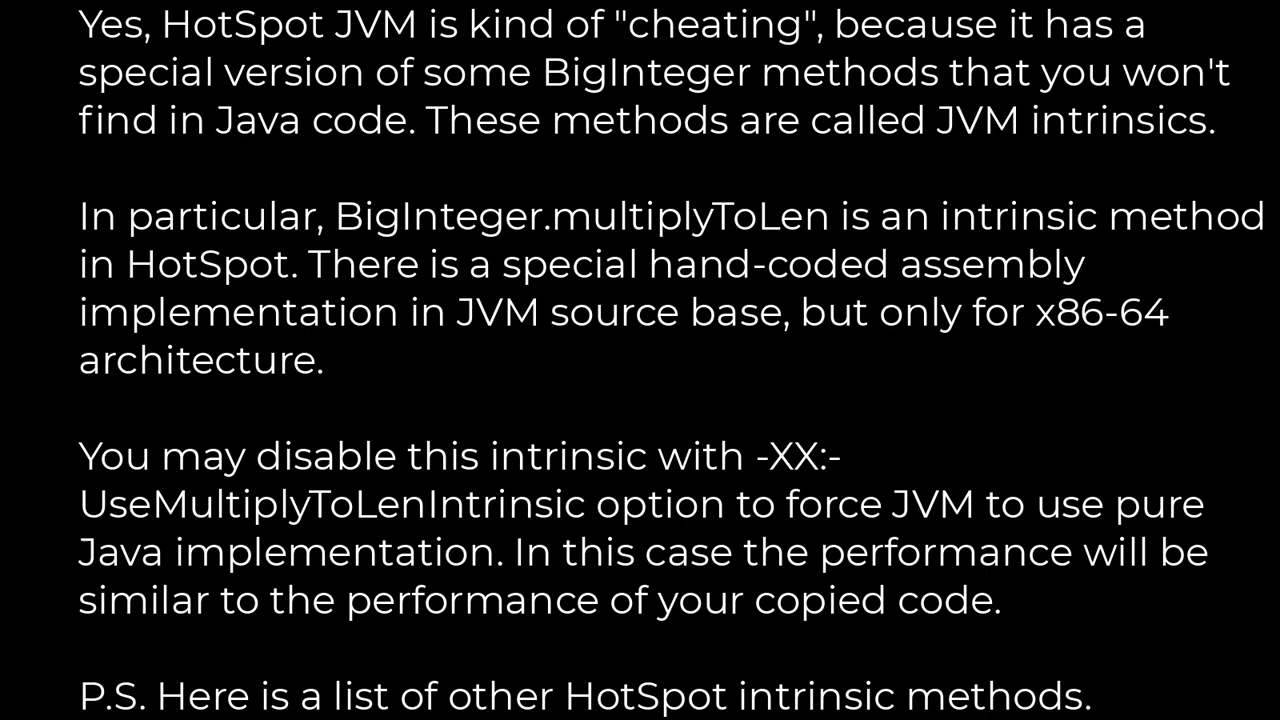 Yes, HotSpot JVM is kind of "cheating", because it has a
special version of some BigInteger methods that you won't
find in Java code. These methods are called JVM intrinsics.
In particular, BigInteger.multiplyToLen is an intrinsic method
in HotSpot. There is a special hand-coded assembly
implementation in JVM source base, but only for x86-64
architecture.
You may disable this intrinsic with -XX:-
UseMultiplyToLenIntrinsic option to force JVM to use pure
Java implementation. In this case the performance will be
similar to the performance of your copied code.
P.S. Here is a list of other HotSpot intrinsic methods.